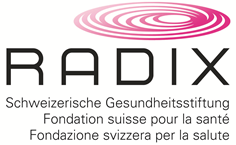 RADIX
Schweizerische Gesundheitsstiftung
Fondation suisse pour la santé
Fondazione svizzera per la salute